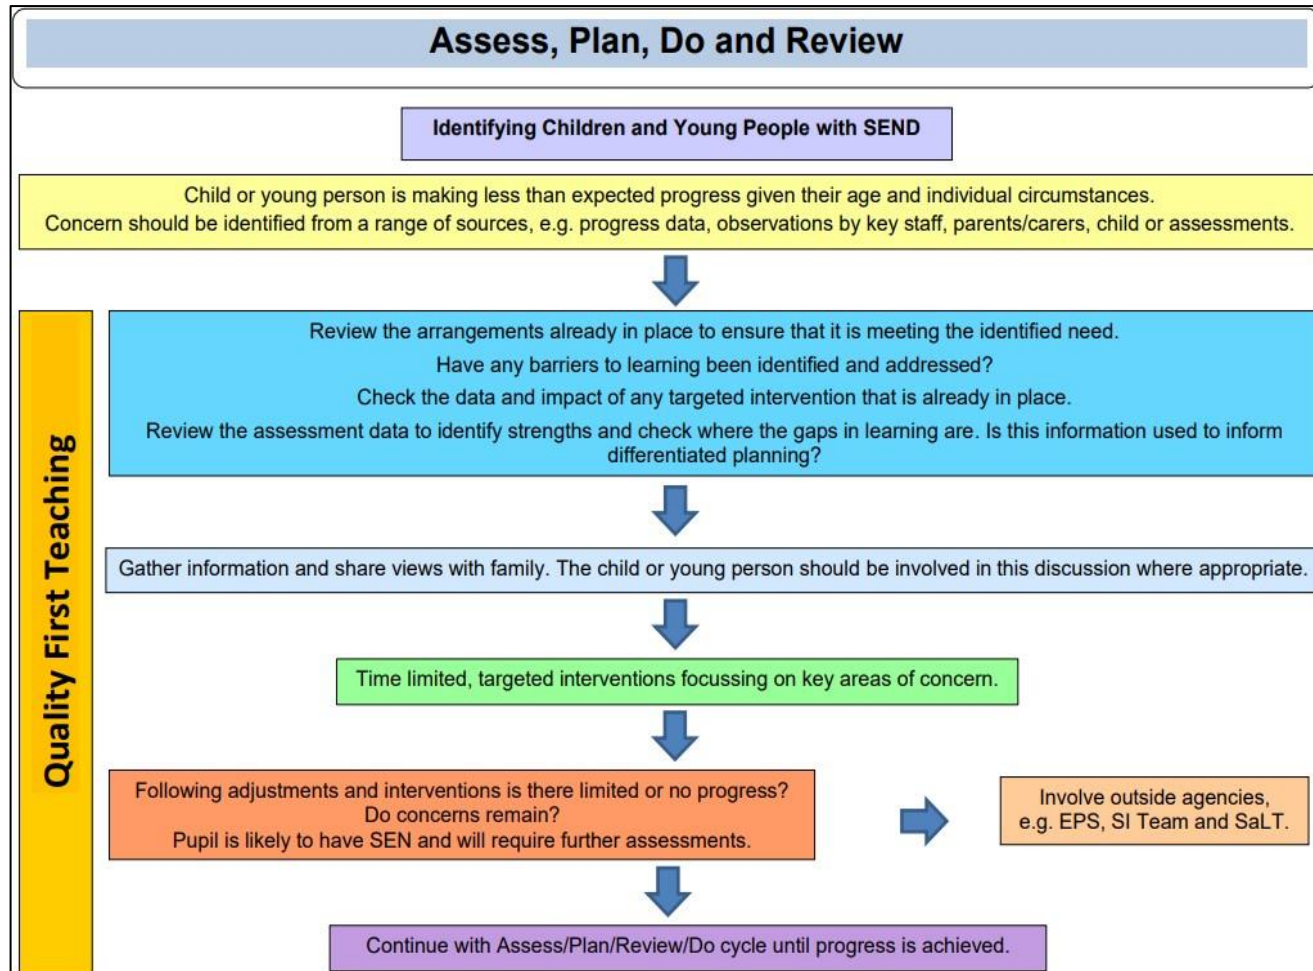 Assess, Plan, Do and Review
Identifying Children and Young People with SEND
Child or young person is making less than expected progress given their age and individual circumstances.
Concern should be identified from a range of sources, e.g. progress data, observations by key staff, parents/carers, child or assessments.
Quality First Teaching
Review the arrangements already in place to ensure that it is meeting the identified need.
Have any barriers to learning been identified and addressed?
Check the data and impact of any targeted intervention that is already in place.
Review the assessment data to identify strengths and check where the gaps in learning are. Is this information used to inform
differentiated planning?
Gather information and share views with family. The child or young person should be involved in this discussion where appropriate.
Time limited, targeted interventions focussing on key areas of concern.
Following adjustments and interventions is there limited or no progress?
Do concerns remain?
Pupil is likely to have SEN and will require further assessments.
Involve outside agencies,
e.g. EPS, SI Team and SaLT.
Continue with Assess/Plan/Review/Do cycle until progress is achieved.